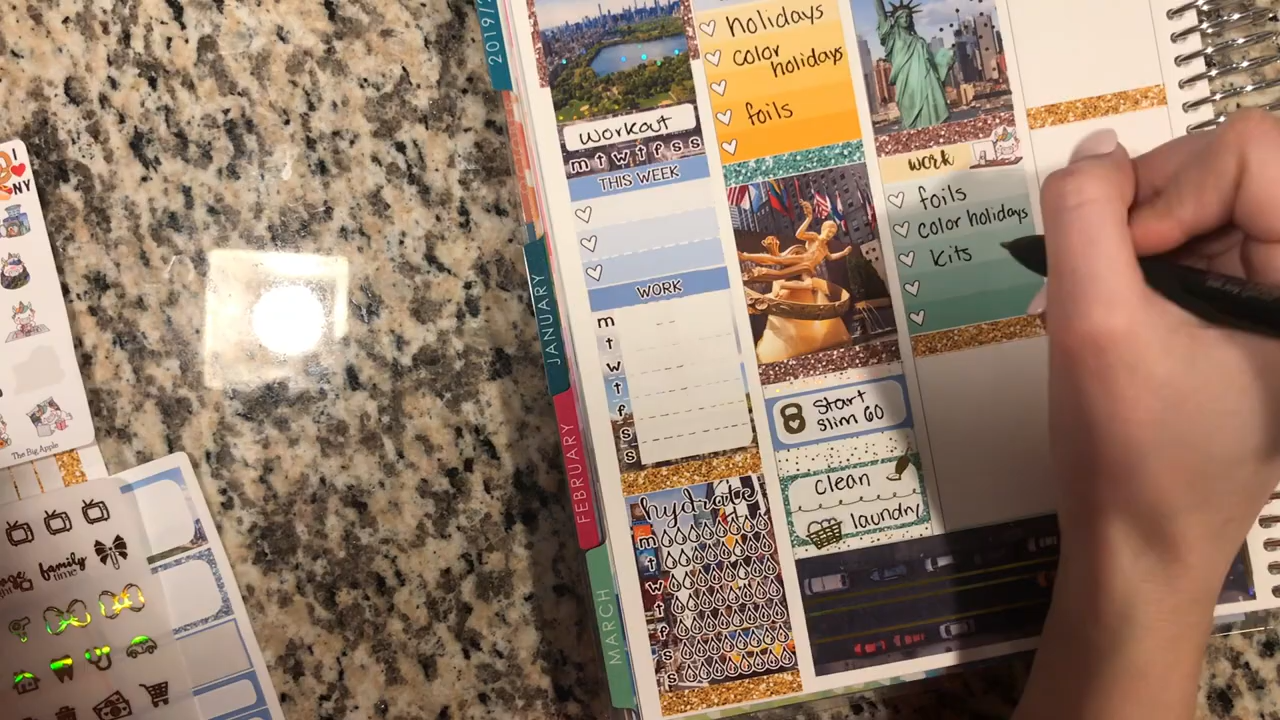 I
NY
The Big Apple
family
time
2019/
JANUARY
FEBRUARY
MARCH
workout
m t w t f s s
THIS WEEK
WORK
m
t
w
t
f
s
s
hydrate
m
t
w
t
f
s
s
holidays
color
holidays
foils
start
slim 60
clean
laundry
work
foils
color holidays
kits